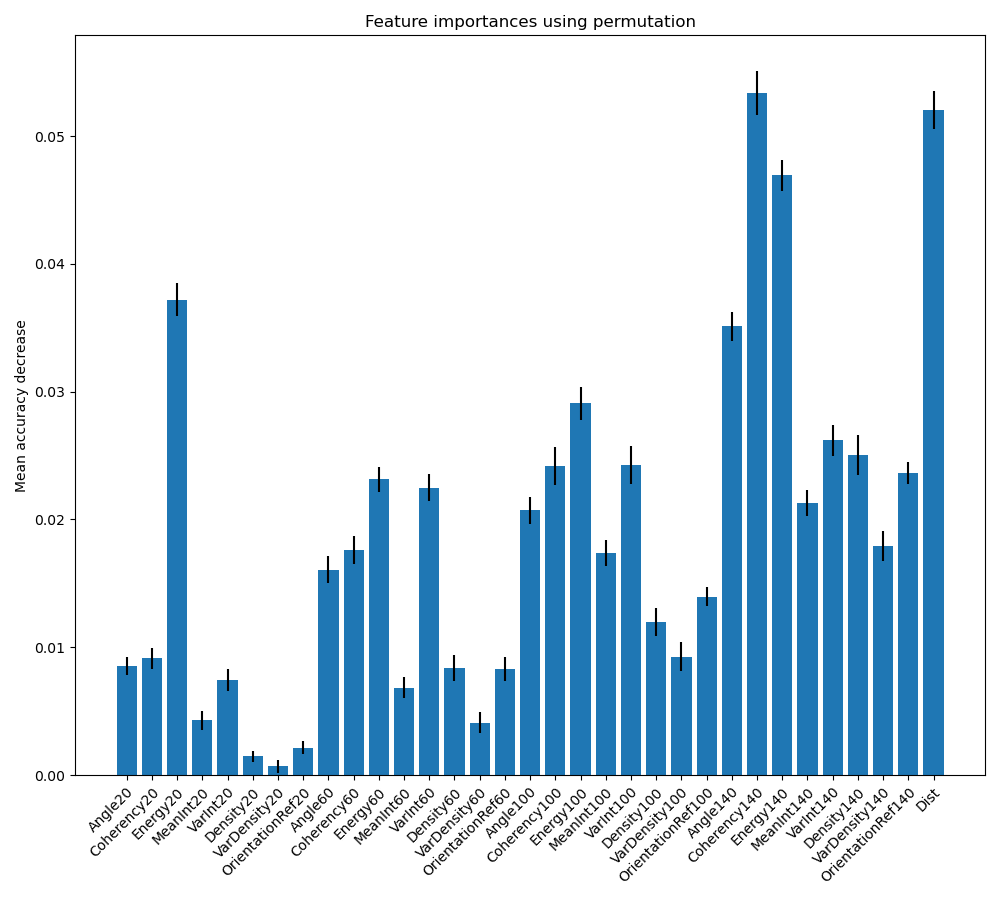 Feature importances using permutation
Mean accuracy decrease
0.05
0.04
0.03
0.02
0.01
0.00
Angle20
Coherency20
Energy20
MeanInt20
VarInt20
Density20
VarDensity20
OrientationRef20
Angle60
Coherency60
Energy60
MeanInt60
VarInt60
Density60
VarDensity60
OrientationRef60
Angle100
Coherency100
Energy100
MeanInt100
VarInt100
Density100
VarDensity100
OrientationRef100
Angle140
Coherency140
Energy140
MeanInt140
VarInt140
Density140
VarDensity140
OrientationRef140
Dist